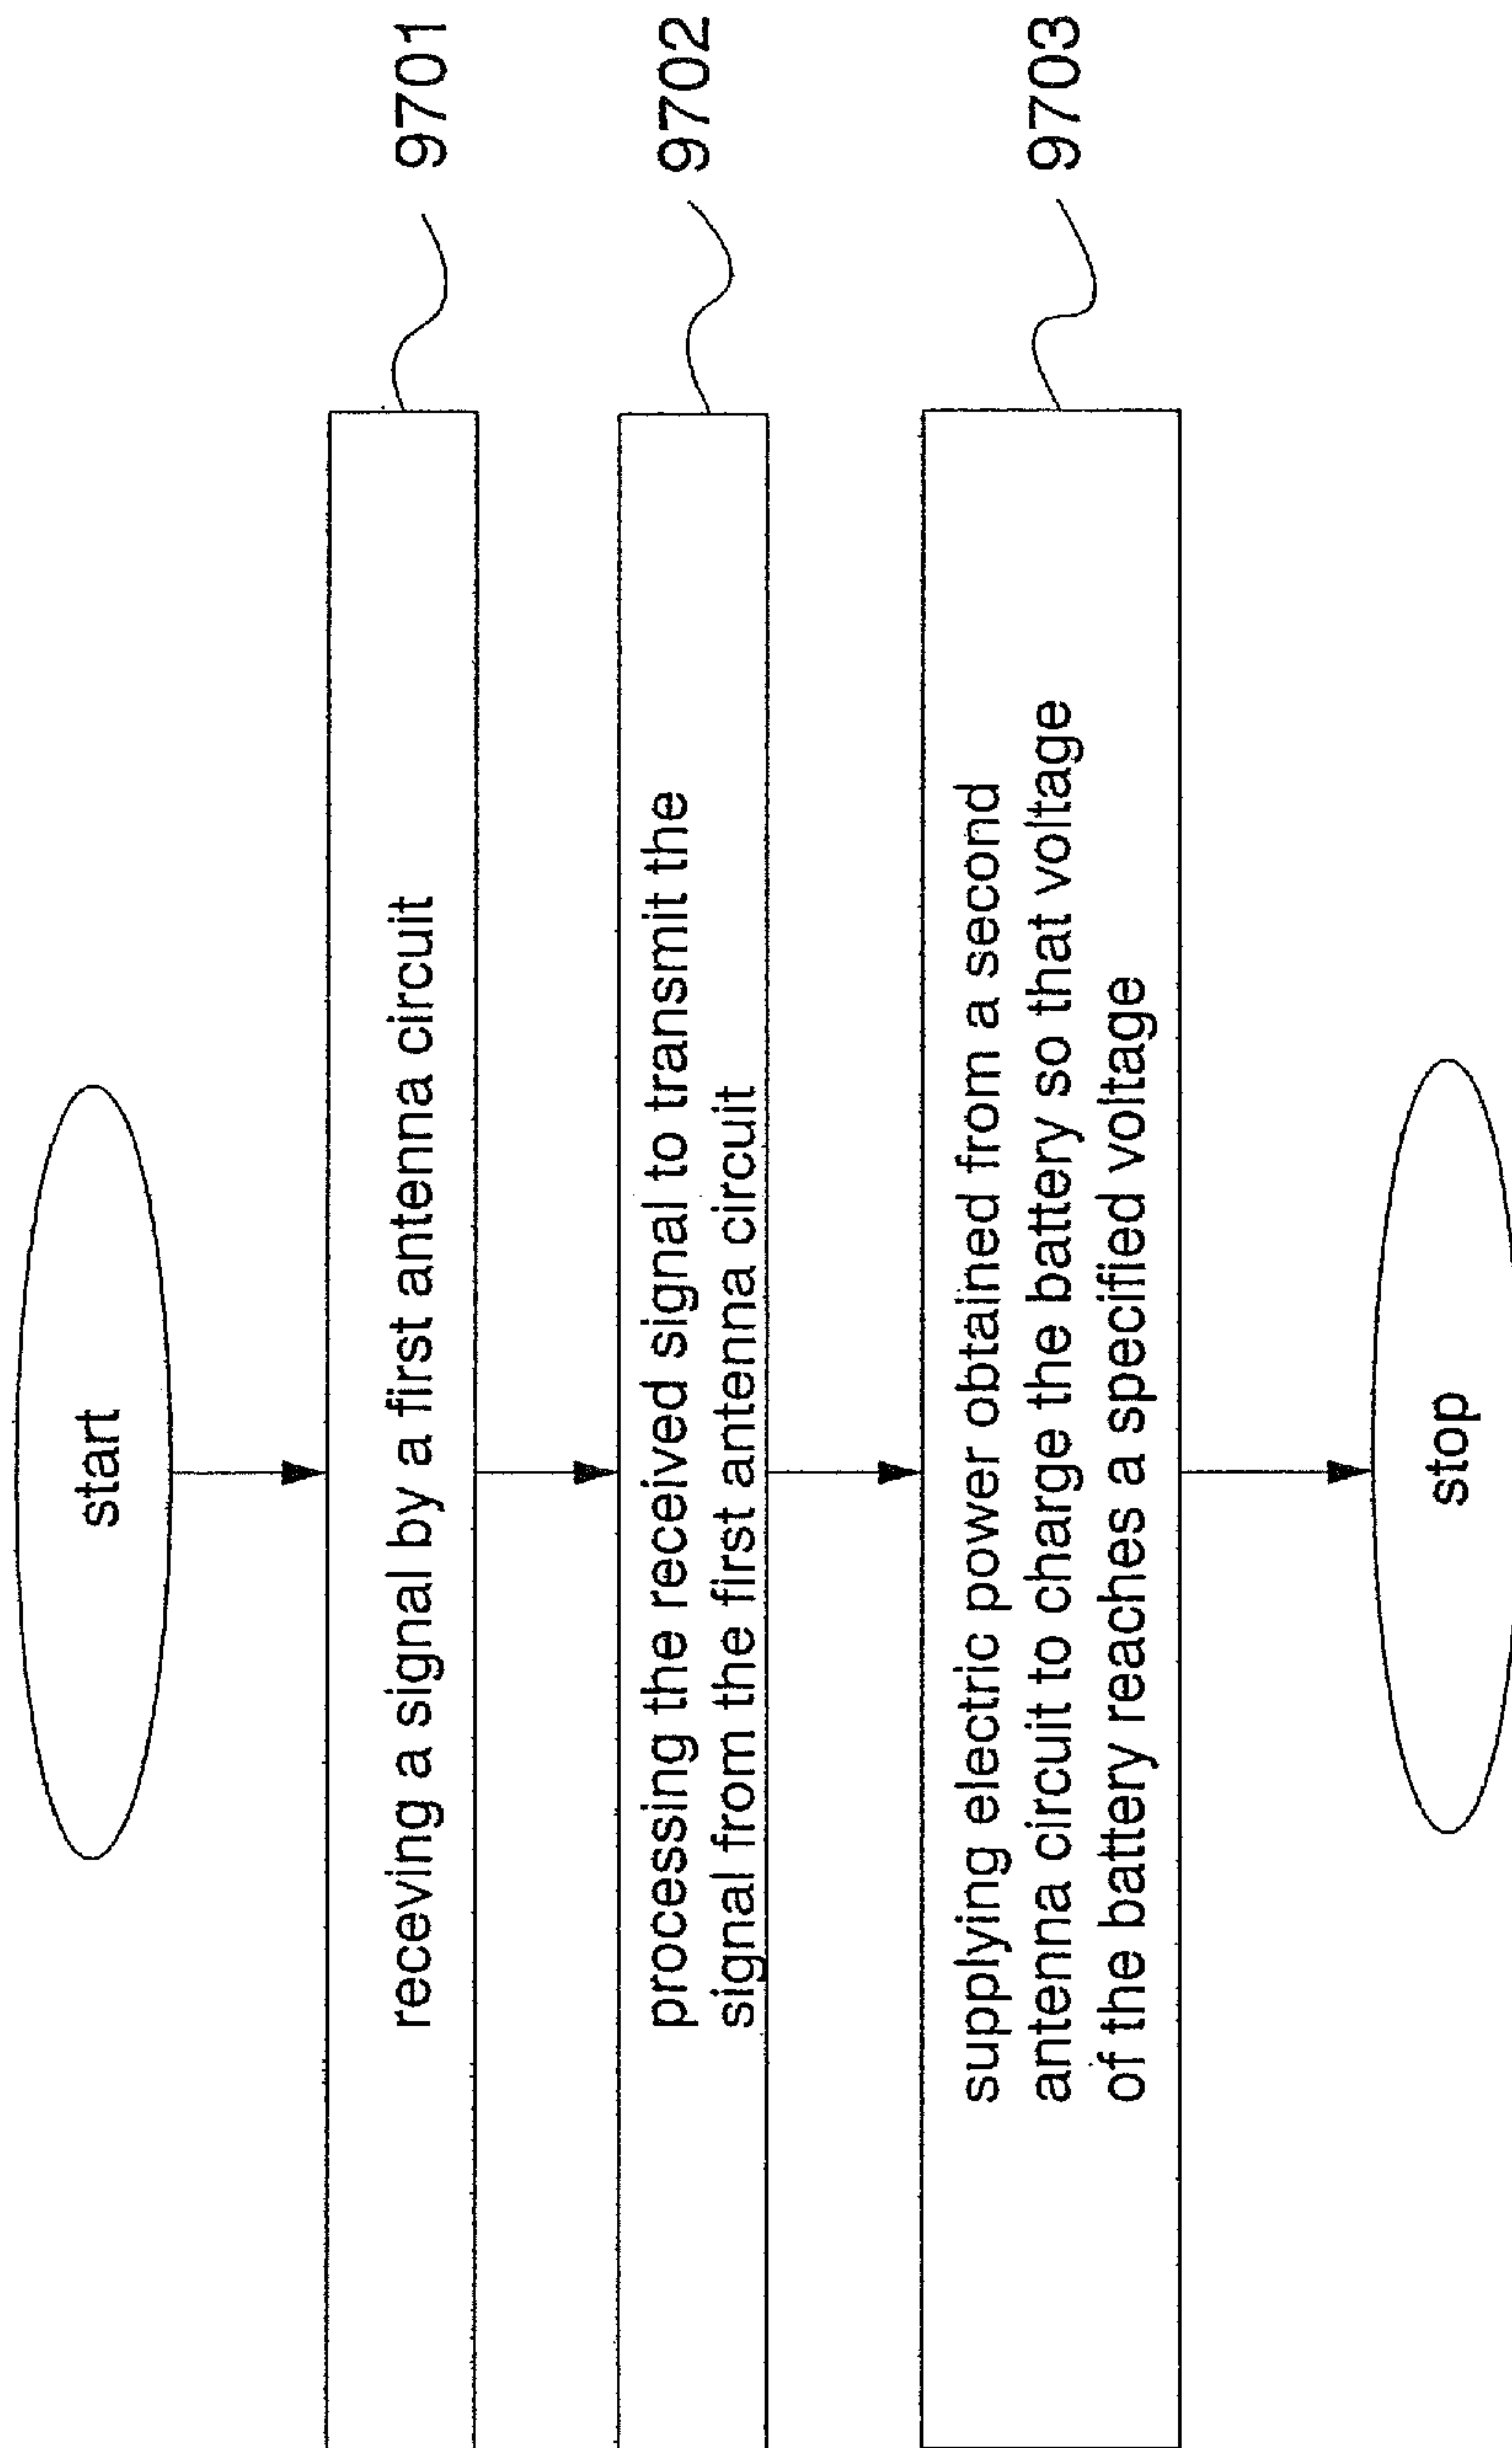 start
receving a signal by a first antenna circuit
9701
processing the received signal to transmit the
signal from the first antenna circuit
9702
supplying electric power obtained from a second
antenna circuit to charge the battery so that voltage
of the battery reaches a specified voltage
9703
stop